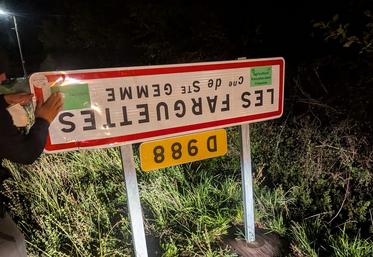 LES FARGUETTES
Cne de Ste GEMME
D 988